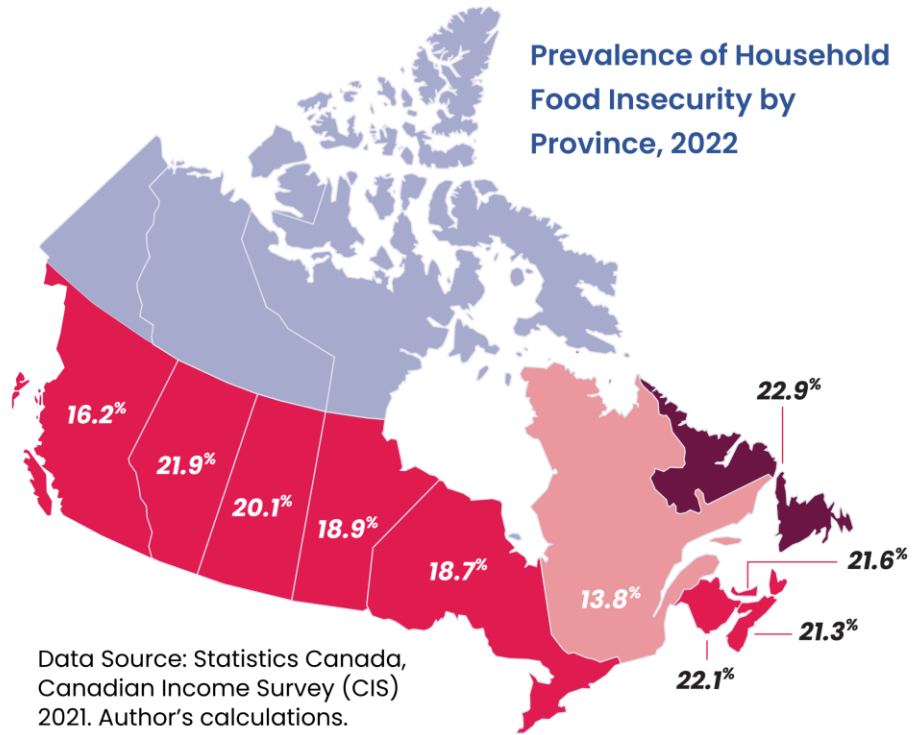 Prevalence of Household
Food Insecurity by
Province, 2022
22.9%
16.2%
21.9%
20.1%
18.9%
18.7%
13.8%
21.6%
21.3%
22.1%
Data Source: Statistics Canada,
Canadian Income Survey (CIS)
2021. Author’s calculations.